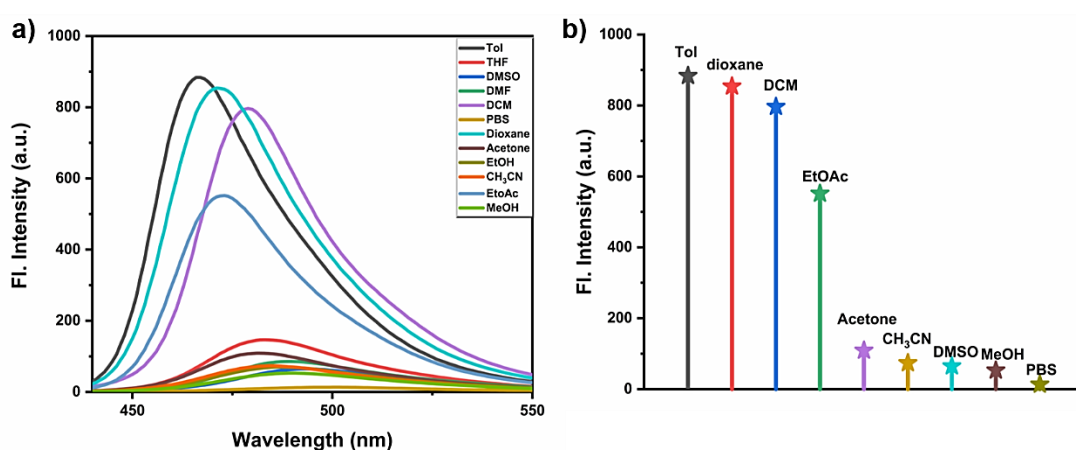 a)
1000
800
600
400
200
0
Fl. Intensity (a.u.)
450
500
550
Wavelength (nm)
Tol
THF
DMSO
DMF
DCM
PBS
Dioxane
Acetone
EtOH
CH₃CN
EtoAc
MeOH
b)
1000
800
600
400
200
0
Fl. Intensity (a.u.)
Tol
dioxane
DCM
EtOAc
Acetone
CH₃CN
DMSO
MeOH
PBS